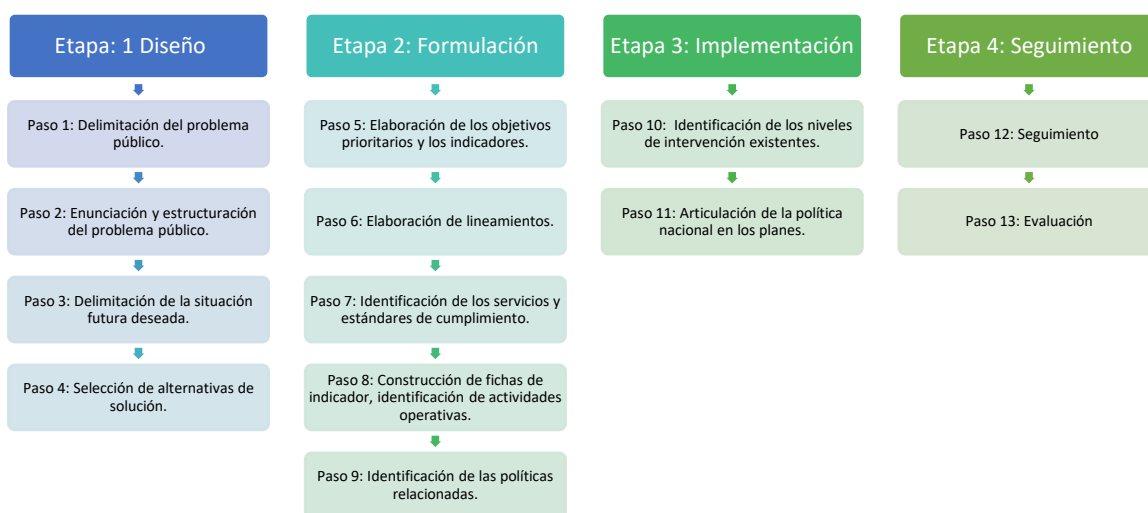 Etapa: 1 Diseño
Paso 1: Delimitación del problema
público.
Paso 2: Enunciación y estructuración
del problema público.
Paso 3: Delimitación de la situación
futura deseada.
Paso 4: Selección de alternativas de
solución.
Etapa 2: Formulación
Paso 5: Elaboración de los objetivos
prioritarios y los indicadores.
Paso 6: Elaboración de lineamientos.
Paso 7: Identificación de los servicios y
estándares de cumplimiento.
Paso 8: Construcción de fichas de
indicador, identificación de actividades
operativas.
Paso 9: Identificación de las políticas
relacionadas.
Etapa 3: Implementación
Paso 10: Identificación de los niveles
de intervención existentes.
Paso 11: Articulación de la política
nacional en los planes.
Etapa 4: Seguimiento
Paso 12: Seguimiento
Paso 13: Evaluación